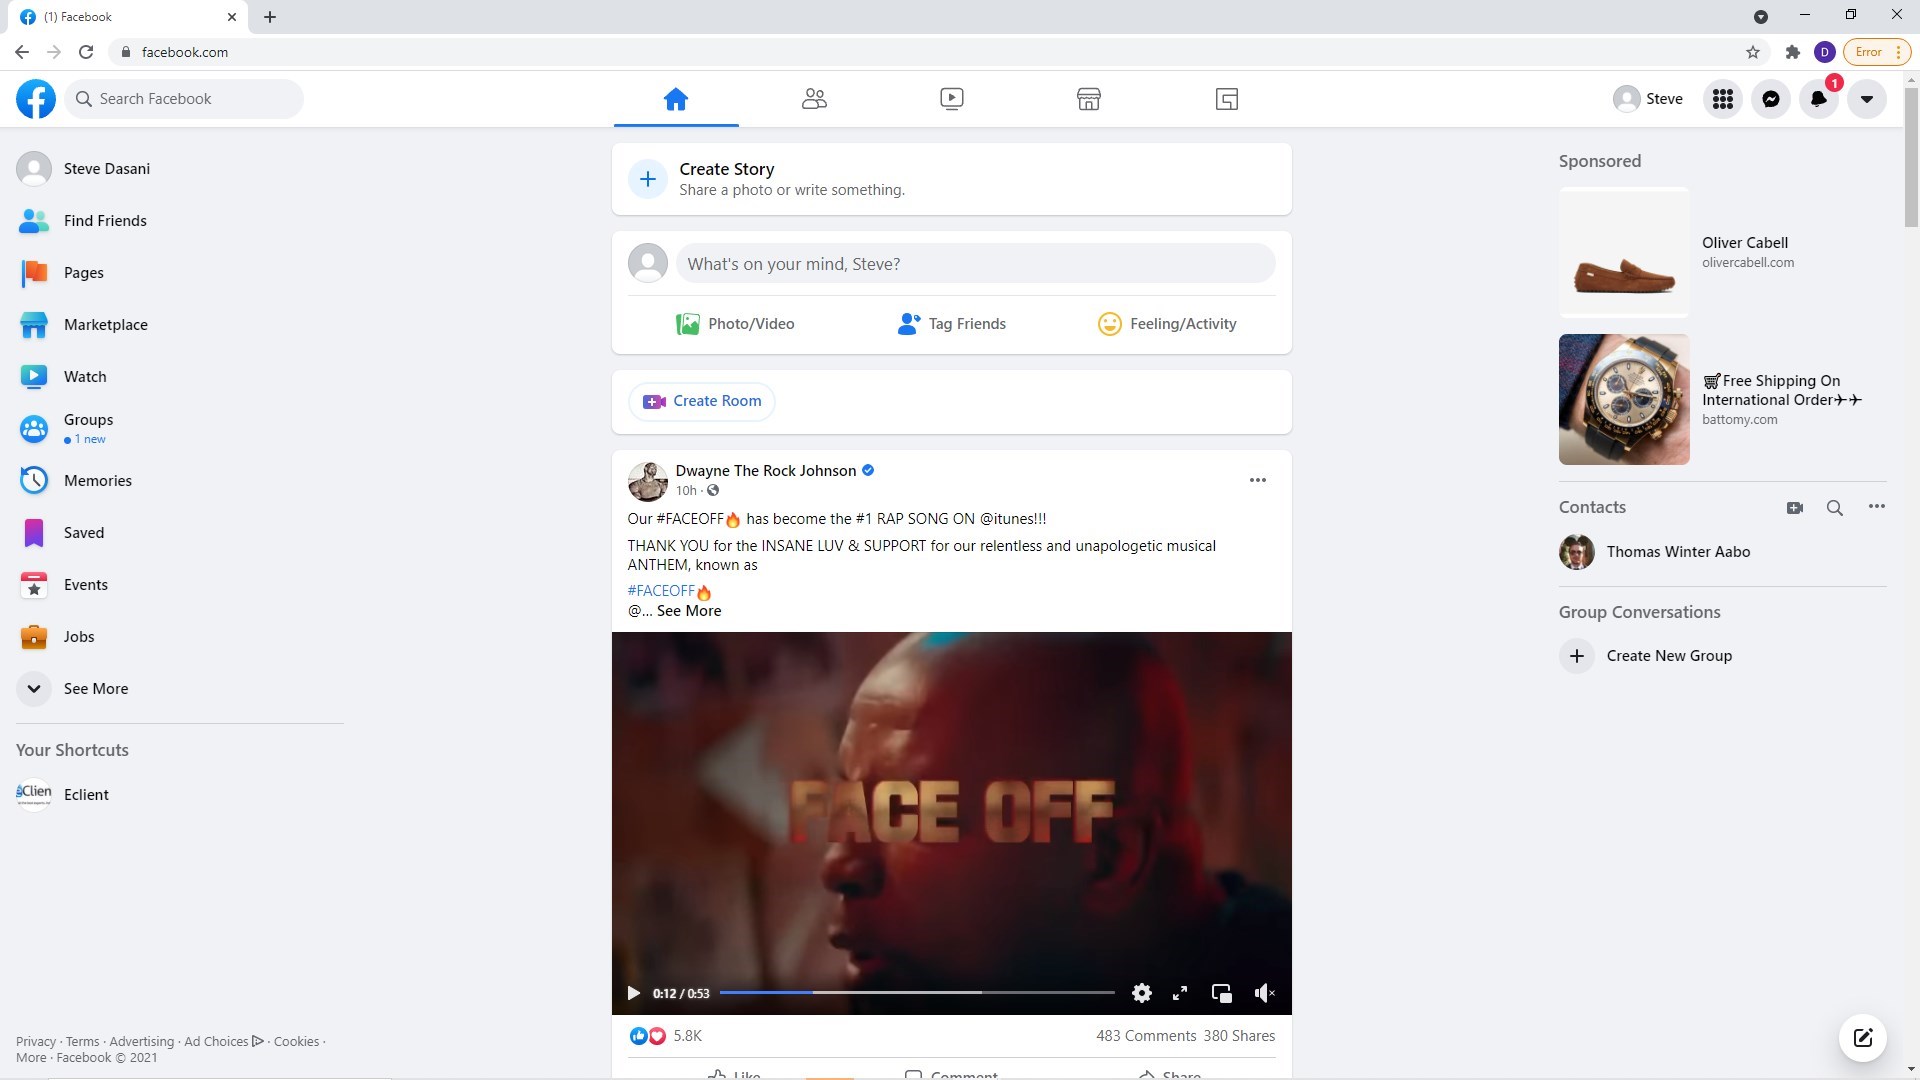 (1) Facebook
facebook.com
D
Error
Search Facebook
Steve
1
Steve Dasani
Find Friends
Pages
Marketplace
Watch
Groups
1 new
Memories
Saved
Events
Jobs
See More
Your Shortcuts
Eclient
Privacy · Terms · Advertising · Ad Choices · Cookies ·
More · Facebook © 2021
Create Story
Share a photo or write something.
What's on your mind, Steve?
Photo/Video
Tag Friends
Feeling/Activity
Create Room
Dwayne The Rock Johnson
10h ·
Our #FACEOFF🔥 has become the #1 RAP SONG ON @itunes!!!
THANK YOU for the INSANE LUV & SUPPORT for our relentless and unapologetic musical
ANTHEM, known as
#FACEOFF🔥
@... See More
FACE OFF
0:12 / 0:53
5.8K
483 Comments 380 Shares
Like
Comment
Share
Sponsored
Oliver Cabell
olivercabell.com
🛒Free Shipping On
International Order✈✈
battomy.com
Contacts
Thomas Winter Aabo
Group Conversations
Create New Group